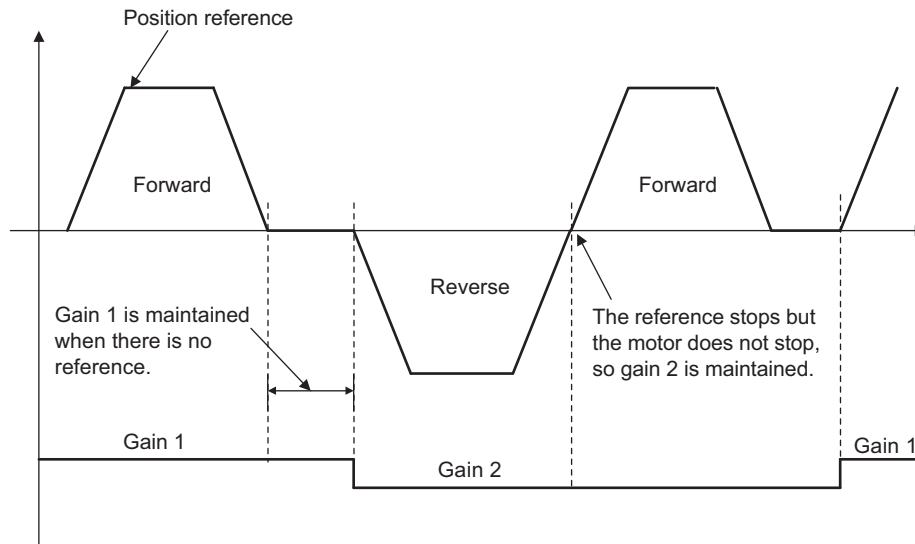 Position reference
Forward
Forward
Reverse
Gain 1 is maintained
when there is no
reference.
The reference stops but
the motor does not stop,
so gain 2 is maintained.
Gain 1
Gain 2
Gain 1